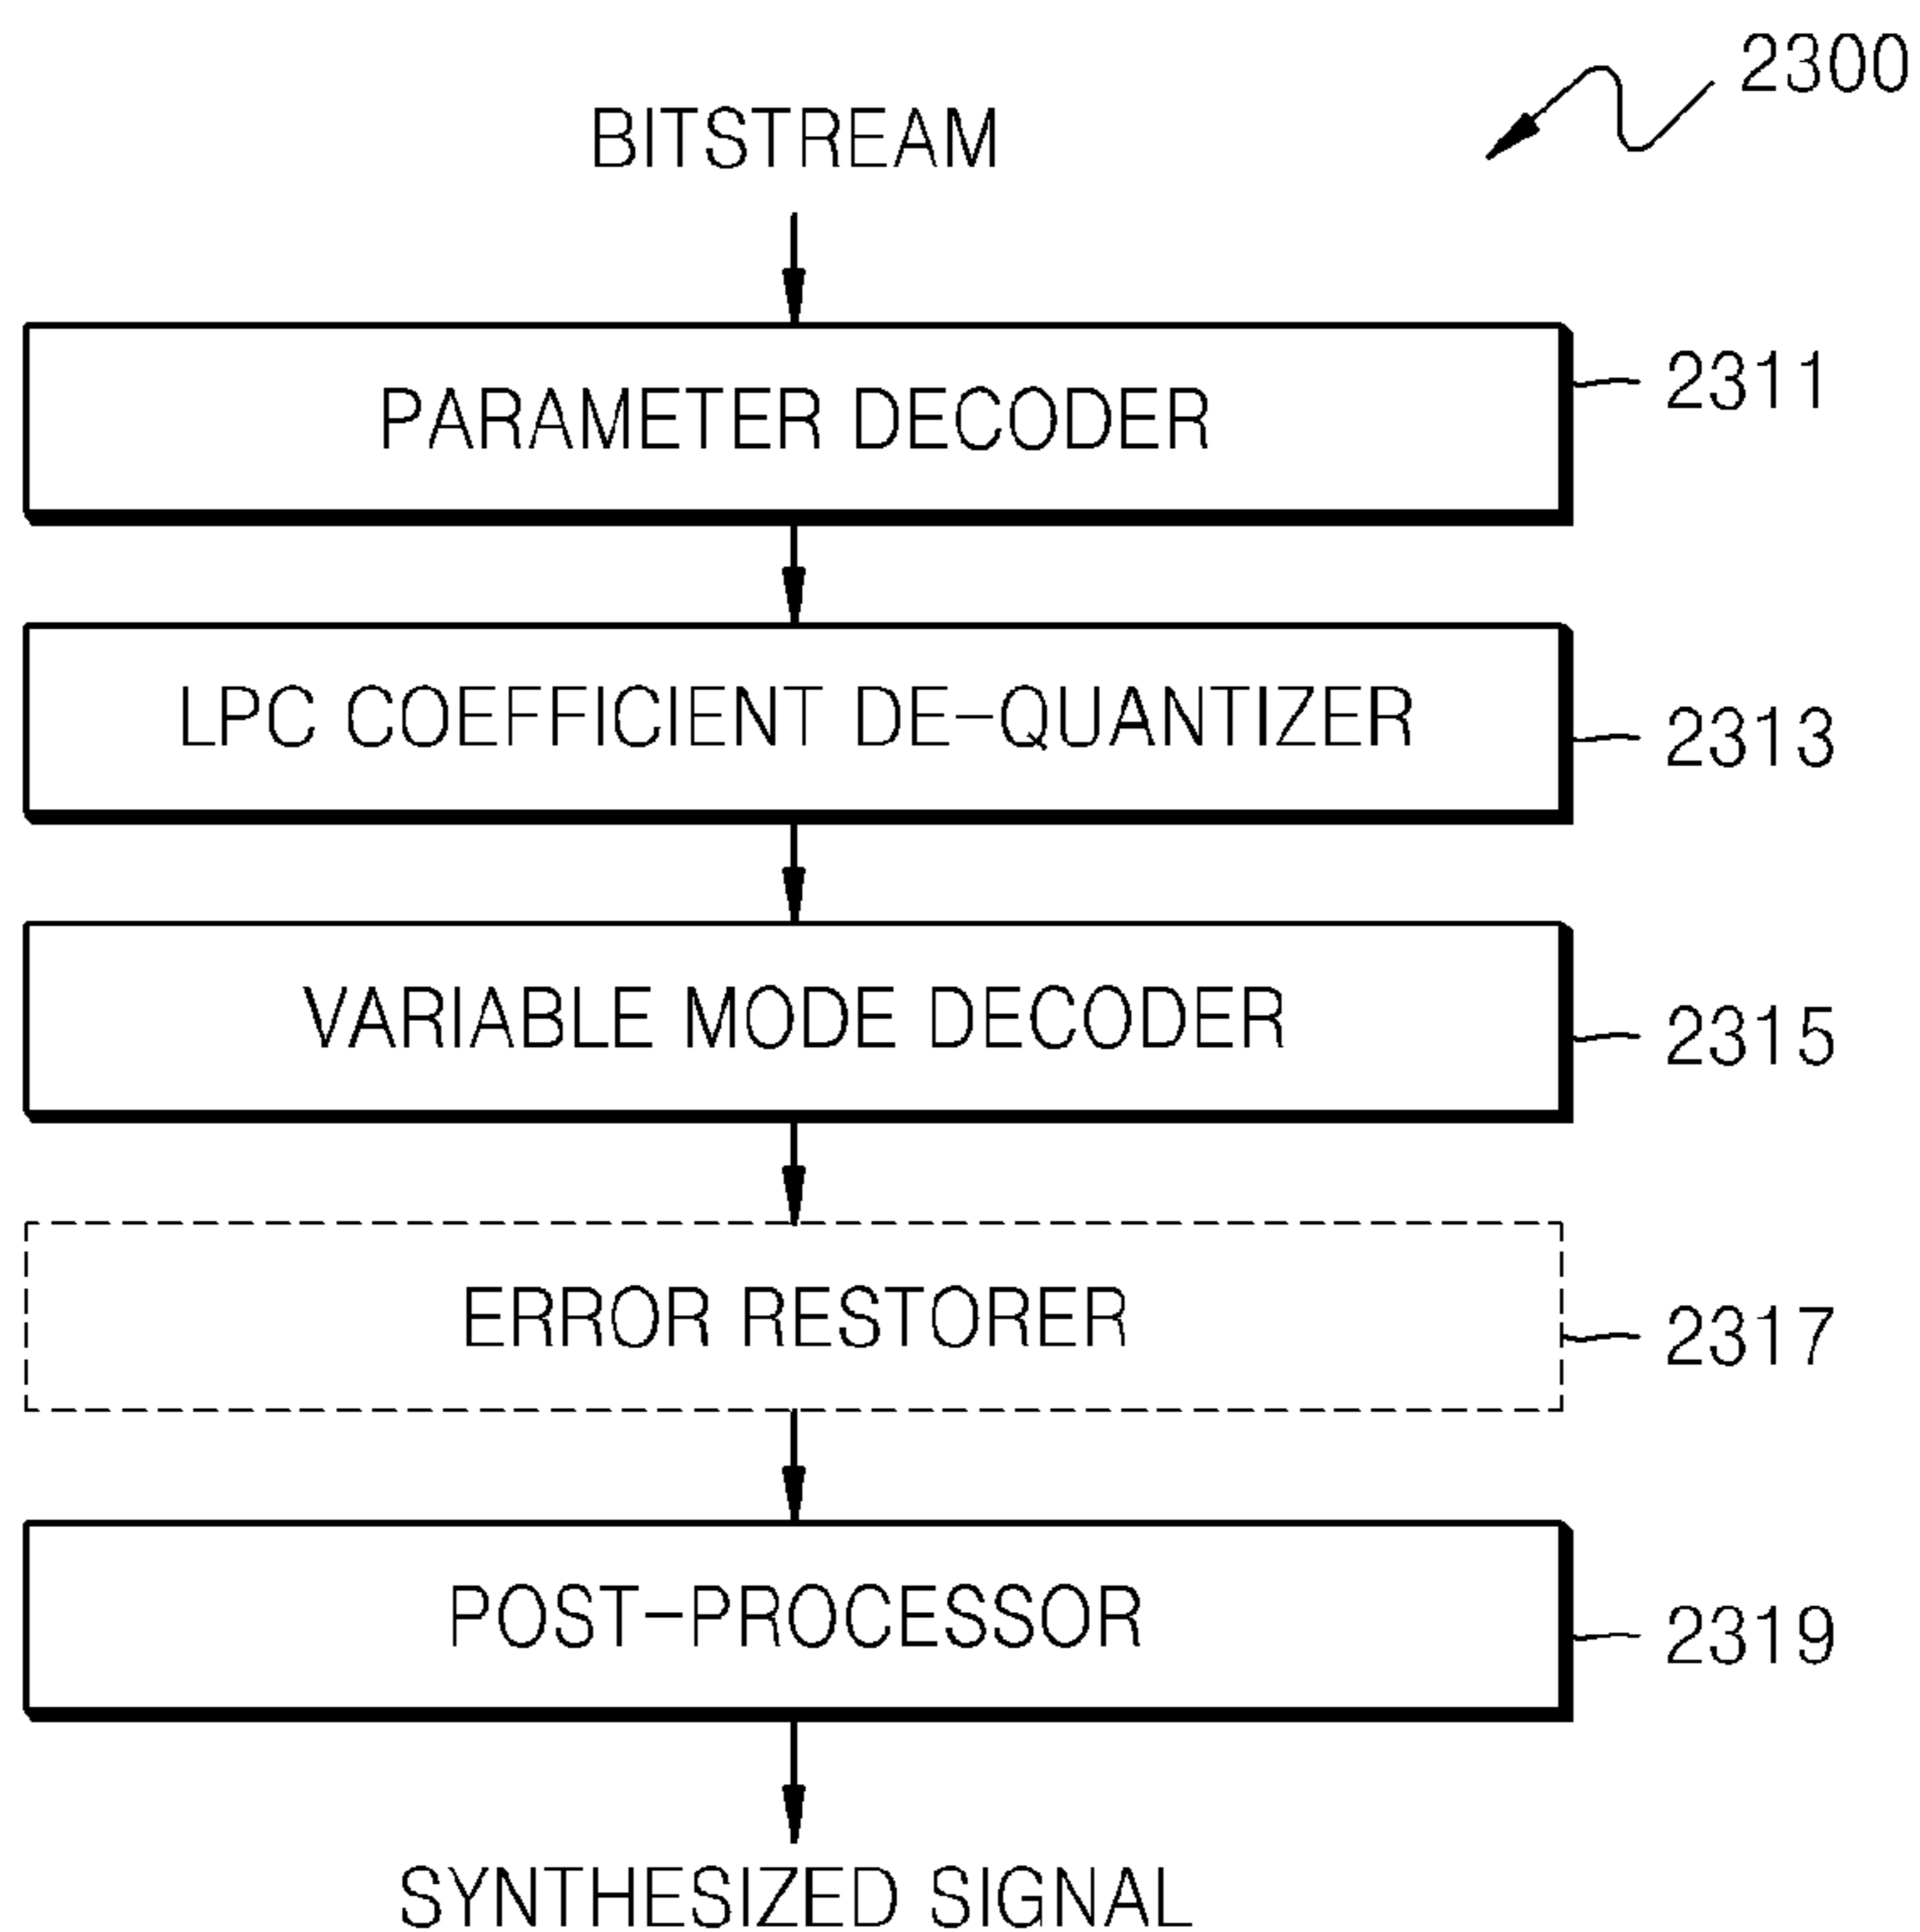 2300
BITSTREAM
PARAMETER DECODER
2311
LPC COEFFICIENT DE-QUANTIZER
2313
VARIABLE MODE DECODER
2315
ERROR RESTORER
2317
POST-PROCESSOR
2319
SYNTHESIZED SIGNAL